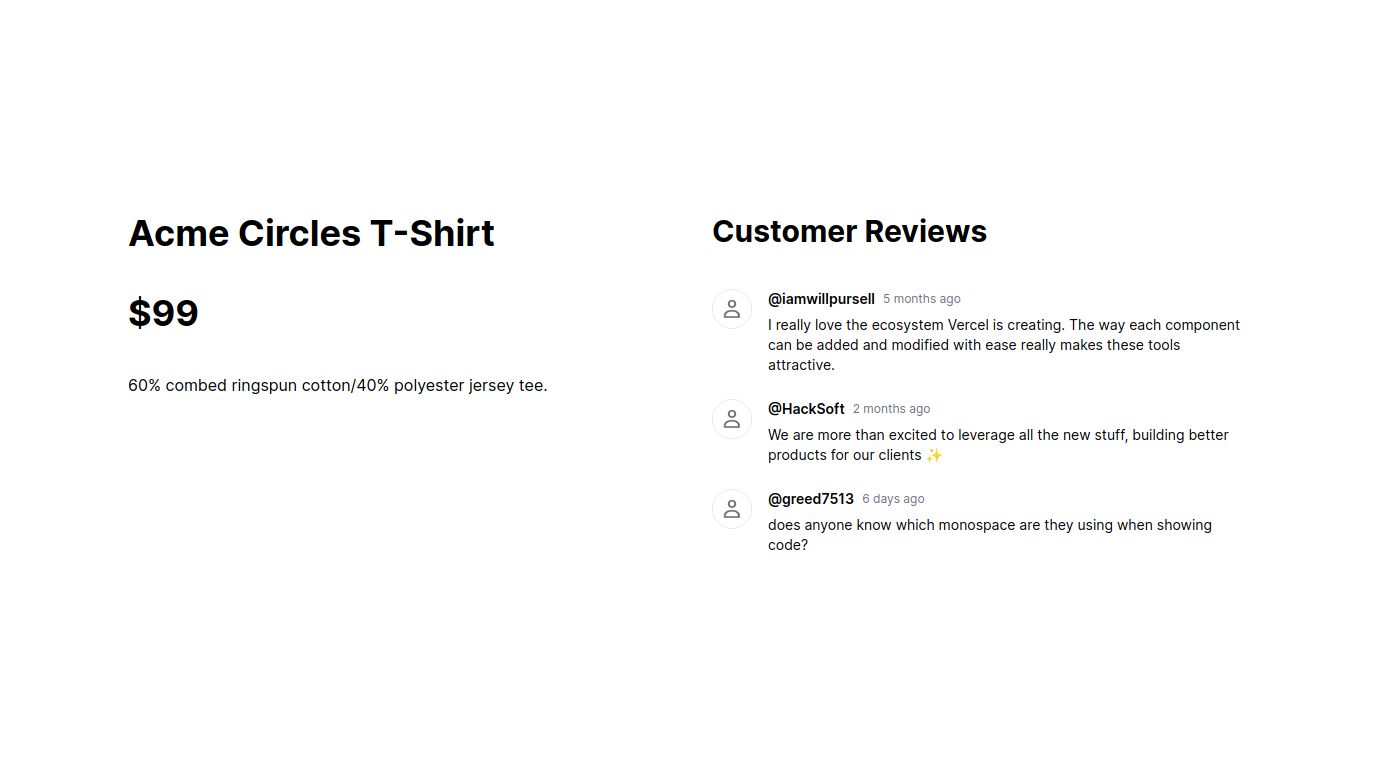 Acme Circles T-Shirt
$99
60% combed ringspun cotton/40% polyester jersey tee.
Customer Reviews
@iamwillpursell 5 months ago
I really love the ecosystem Vercel is creating. The way each component
can be added and modified with ease really makes these tools
attractive.
@HackSoft 2 months ago
We are more than excited to leverage all the new stuff, building better
products for our clients ✨
@greed7513 6 days ago
does anyone know which monospace are they using when showing
code?